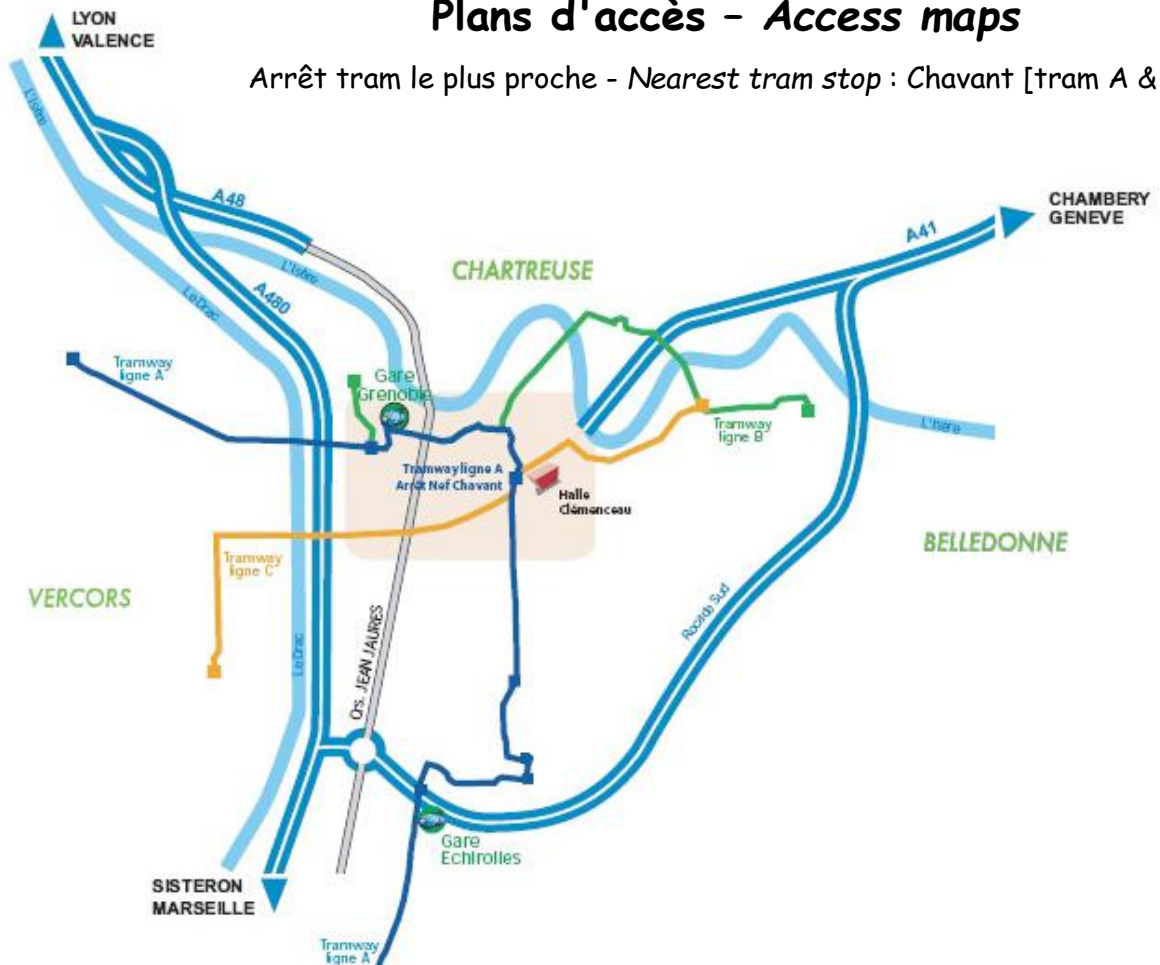 Plans d'accès – Access maps
Arrêt tram le plus proche - Nearest tram stop : Chavant [tram A &
LYON
VALENCE
L'Isère
A48
CHAMBERY
GENEVE
A41
CHARTREUSE
L'Isère
A480
Le Drac
Tramway
ligne A
Gare
Grenoble
Tramway
ligne B
L'Isère
Tramway ligne A
Arrêt Nef Chavant
Halle
Clémenceau
BELLEDONNE
Tramway
ligne C
VERCORS
Le Drac
Crs. JEAN JAURES
Rocade Sud
Gare
Echirolles
SISTERON
MARSEILLE
Tramway
ligne A